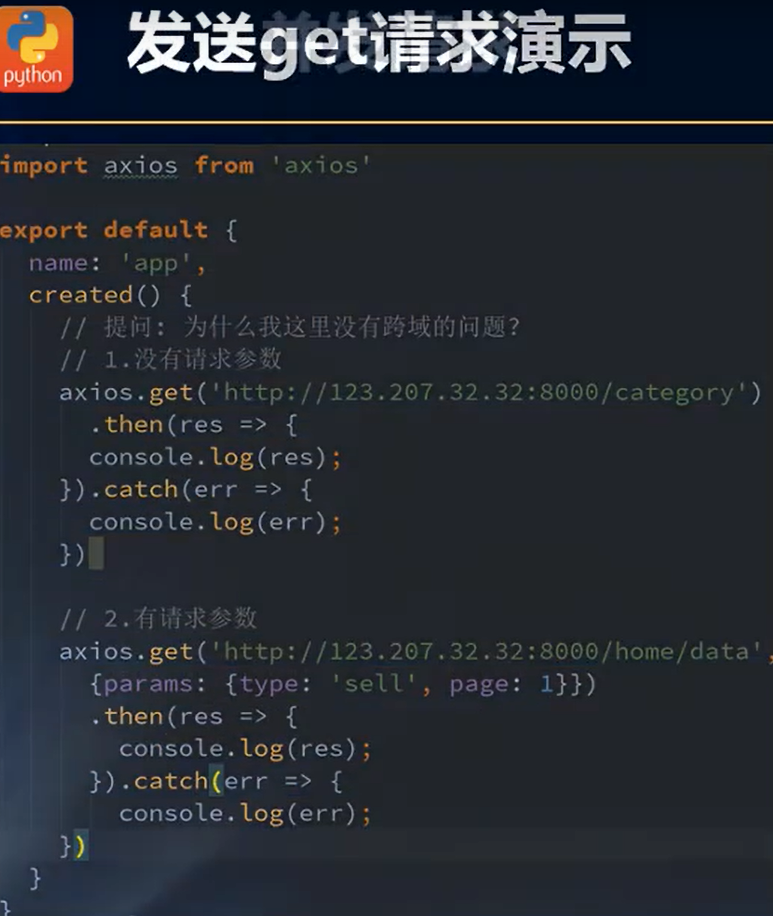 python
发送get请求演示
import axios from 'axios'
export default {
name: 'app',
created() {
// 提问: 为什么我这里没有跨域的问题?
// 1.没有请求参数
axios.get('http://123.207.32.32:8000/category')
.then(res => {
console.log(res);
}).catch(err => {
console.log(err);
})
// 2.有请求参数
axios.get('http://123.207.32.32:8000/home/data',
{params: {type: 'sell', page: 1}})
.then(res => {
console.log(res);
}).catch(err => {
console.log(err);
})
}
}